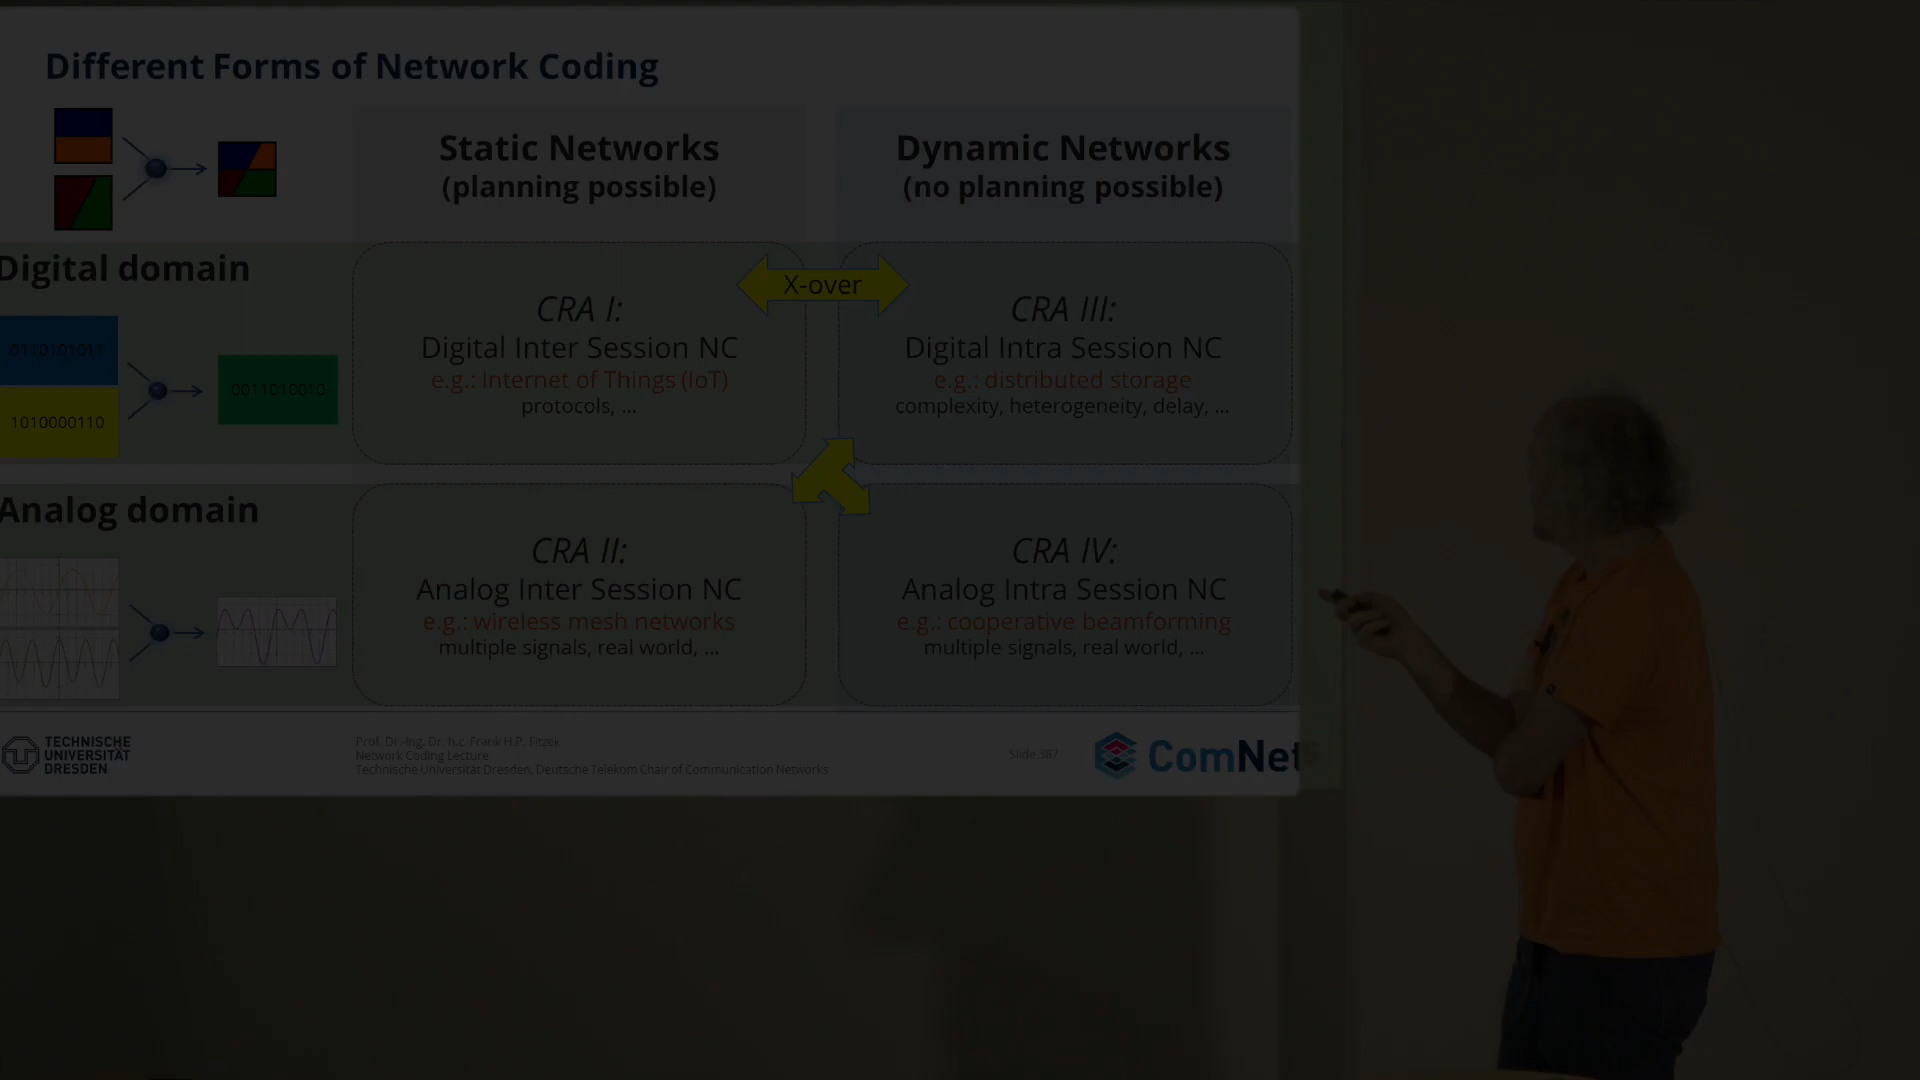 Different Forms of Network Coding
Static Networks
(planning possible)
Dynamic Networks
(no planning possible)
Digital domain
0110101011
1010000110
0011010010
CRA I:
Digital Inter Session NC
e.g.: Internet of Things (IoT)
protocols, ...
X-over
CRA III:
Digital Intra Session NC
e.g.: distributed storage
complexity, heterogeneity, delay, ...
Analog domain
CRA II:
Analog Inter Session NC
e.g.: wireless mesh networks
multiple signals, real world, ...
CRA IV:
Analog Intra Session NC
e.g.: cooperative beamforming
multiple signals, real world, ...
TECHNISCHE
UNIVERSITÄT
DRESDEN
Prof. Dr.-Ing. Dr. h.c. Frank H.P. Fitzek
Network Coding Lecture
Technische Universität Dresden, Deutsche Telekom Chair of Communication Networks
Slide 387
ComNets